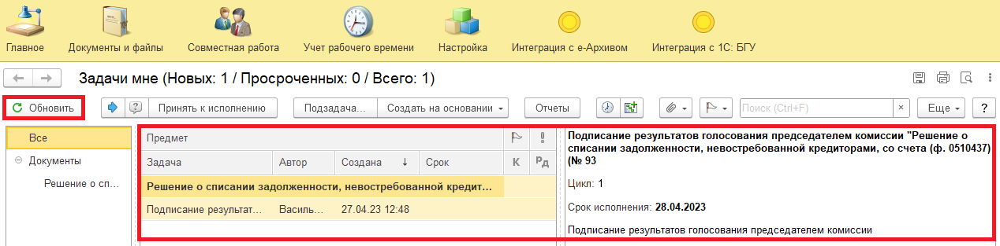 Главное Документы и файлы Совместная работа Учет рабочего времени Настройка Интеграция с е-Архивом Интеграция с 1С: БГУ
Задачи мне (Новых: 1 / Просроченных: 0 / Всего: 1)
Обновить Принять к исполнению Подзадача... Создать на основании Отчеты Поиск (Ctrl+F) × Еще ?
Все
Документы
Решение о сп...
Предмет !
Задача Автор Создана ↓ Срок К Рд
Решение о списании задолженности, невостребованной кредит...
Подписание результат... Василь... 27.04.23 12:48
Подписание результатов голосования председателем комиссии "Решение о
списании задолженности, невостребованной кредиторами, со счета (ф. 0510437)
(№ 93
Цикл: 1
Срок исполнения: 28.04.2023
Подписание результатов голосования председателем комиссии